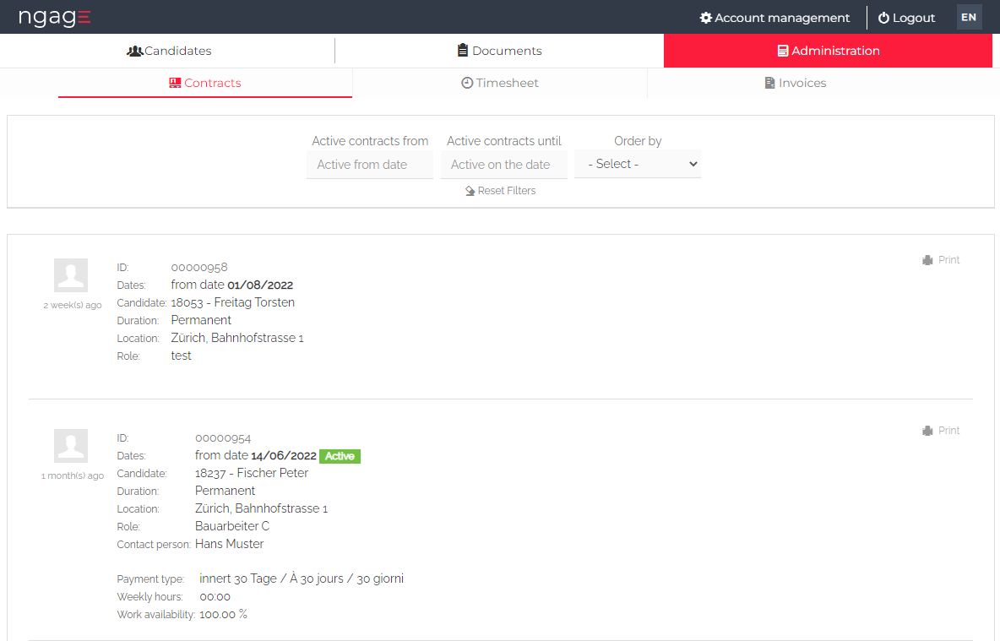 ngage
Account management
Logout
EN
Candidates
Documents
Administration
Contracts
Timesheet
Invoices
Active contracts from
Active contracts until
Order by
Active from date
Active on the date
- Select -
Reset Filters
Print
2 week(s) ago
ID: 00000958
Dates: from date 01/08/2022
Candidate: 18053 - Freitag Torsten
Duration: Permanent
Location: Zürich, Bahnhofstrasse 1
Role: test
Print
1 month(s) ago
ID: 00000954
Dates: from date 14/06/2022 Active
Candidate: 18237 - Fischer Peter
Duration: Permanent
Location: Zürich, Bahnhofstrasse 1
Role: Bauarbeiter C
Contact person: Hans Muster
Payment type: innert 30 Tage / À 30 jours / 30 giorni
Weekly hours: 00:00
Work availability: 100.00 %